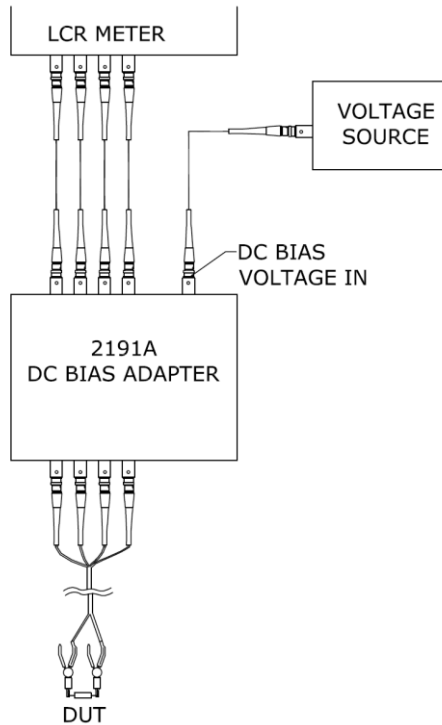 LCR METER
VOLTAGE
SOURCE
DC BIAS
VOLTAGE IN
2191A
DC BIAS ADAPTER
DUT